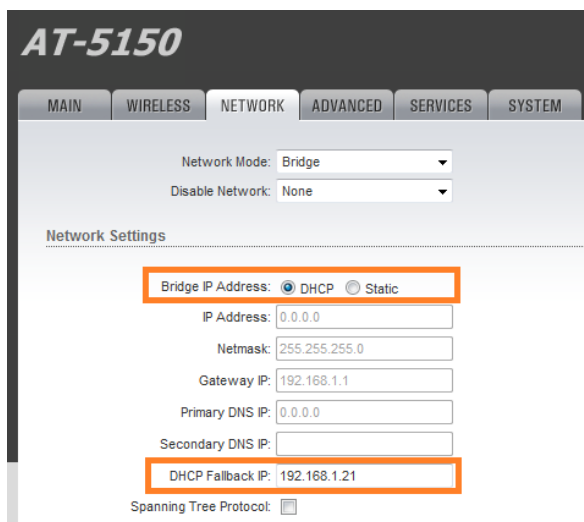 AT-5150
MAIN WIRELESS NETWORK ADVANCED SERVICES SYSTEM
Network Mode: Bridge
Disable Network: None
Network Settings
Bridge IP Address: DHCP Static
IP Address: 0.0.0.0
Netmask: 255.255.255.0
Gateway IP: 192.168.1.1
Primary DNS IP: 0.0.0.0
Secondary DNS IP:
DHCP Fallback IP: 192.168.1.21
Spanning Tree Protocol: